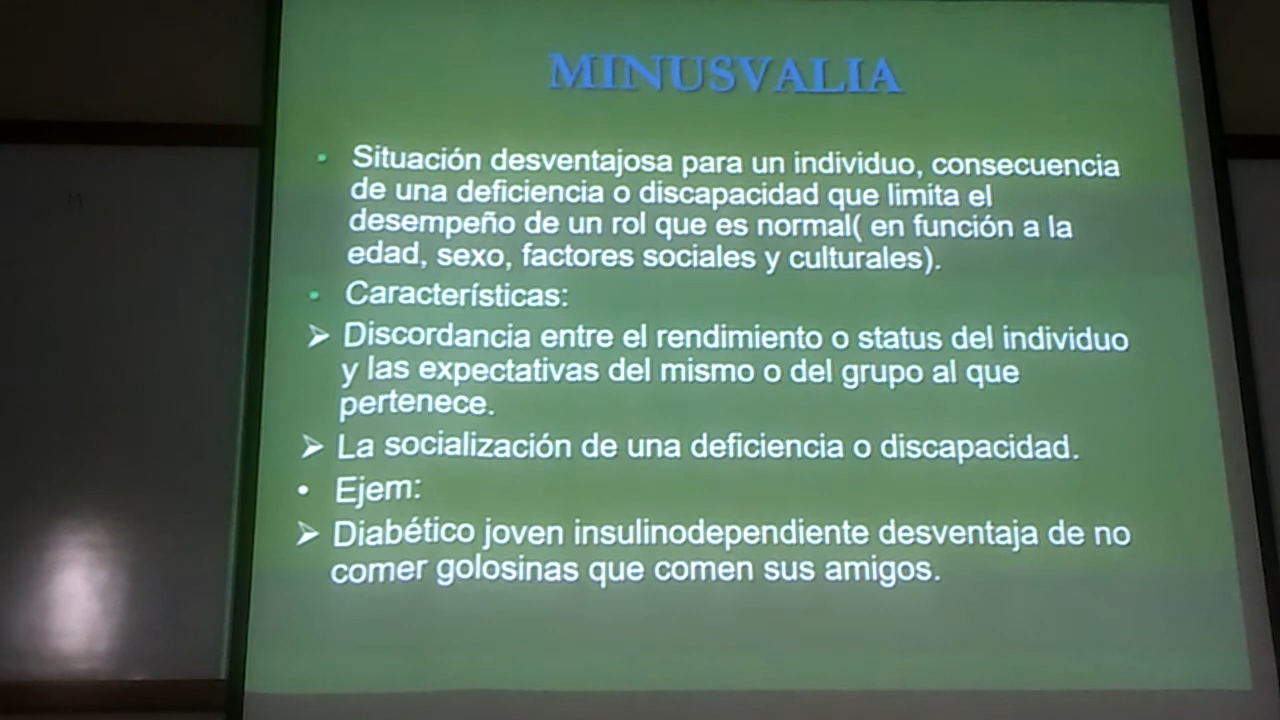 MINUSVALIA
• Situación desventajosa para un individuo, consecuencia
de una deficiencia o discapacidad que limita el
desempeño de un rol que es normal( en función a la
edad, sexo, factores sociales y culturales).
• Características:
➢ Discordancia entre el rendimiento o status del individuo
y las expectativas del mismo o del grupo al que
pertenece.
➢ La socialización de una deficiencia o discapacidad.
• Ejem:
➢ Diabético joven insulinodependiente desventaja de no
comer golosinas que comen sus amigos.